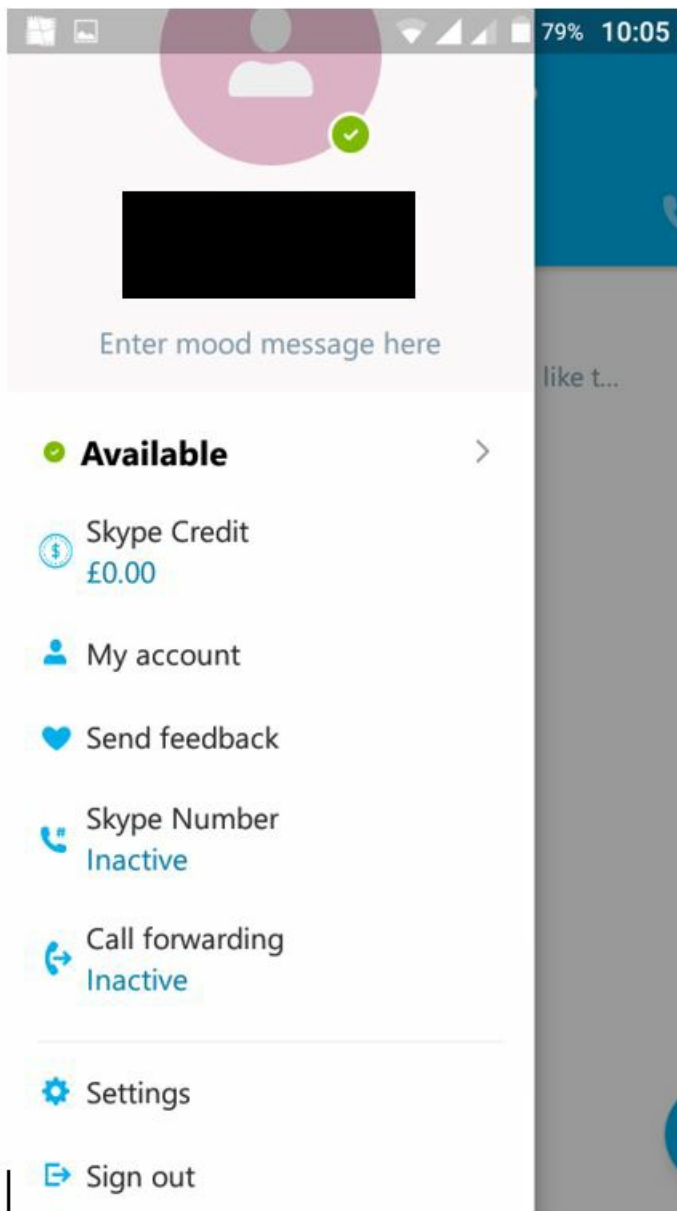 79% 10:05
Enter mood message here
like t...
Available
Skype Credit
£0.00
My account
Send feedback
Skype Number
Inactive
Call forwarding
Inactive
Settings
Sign out